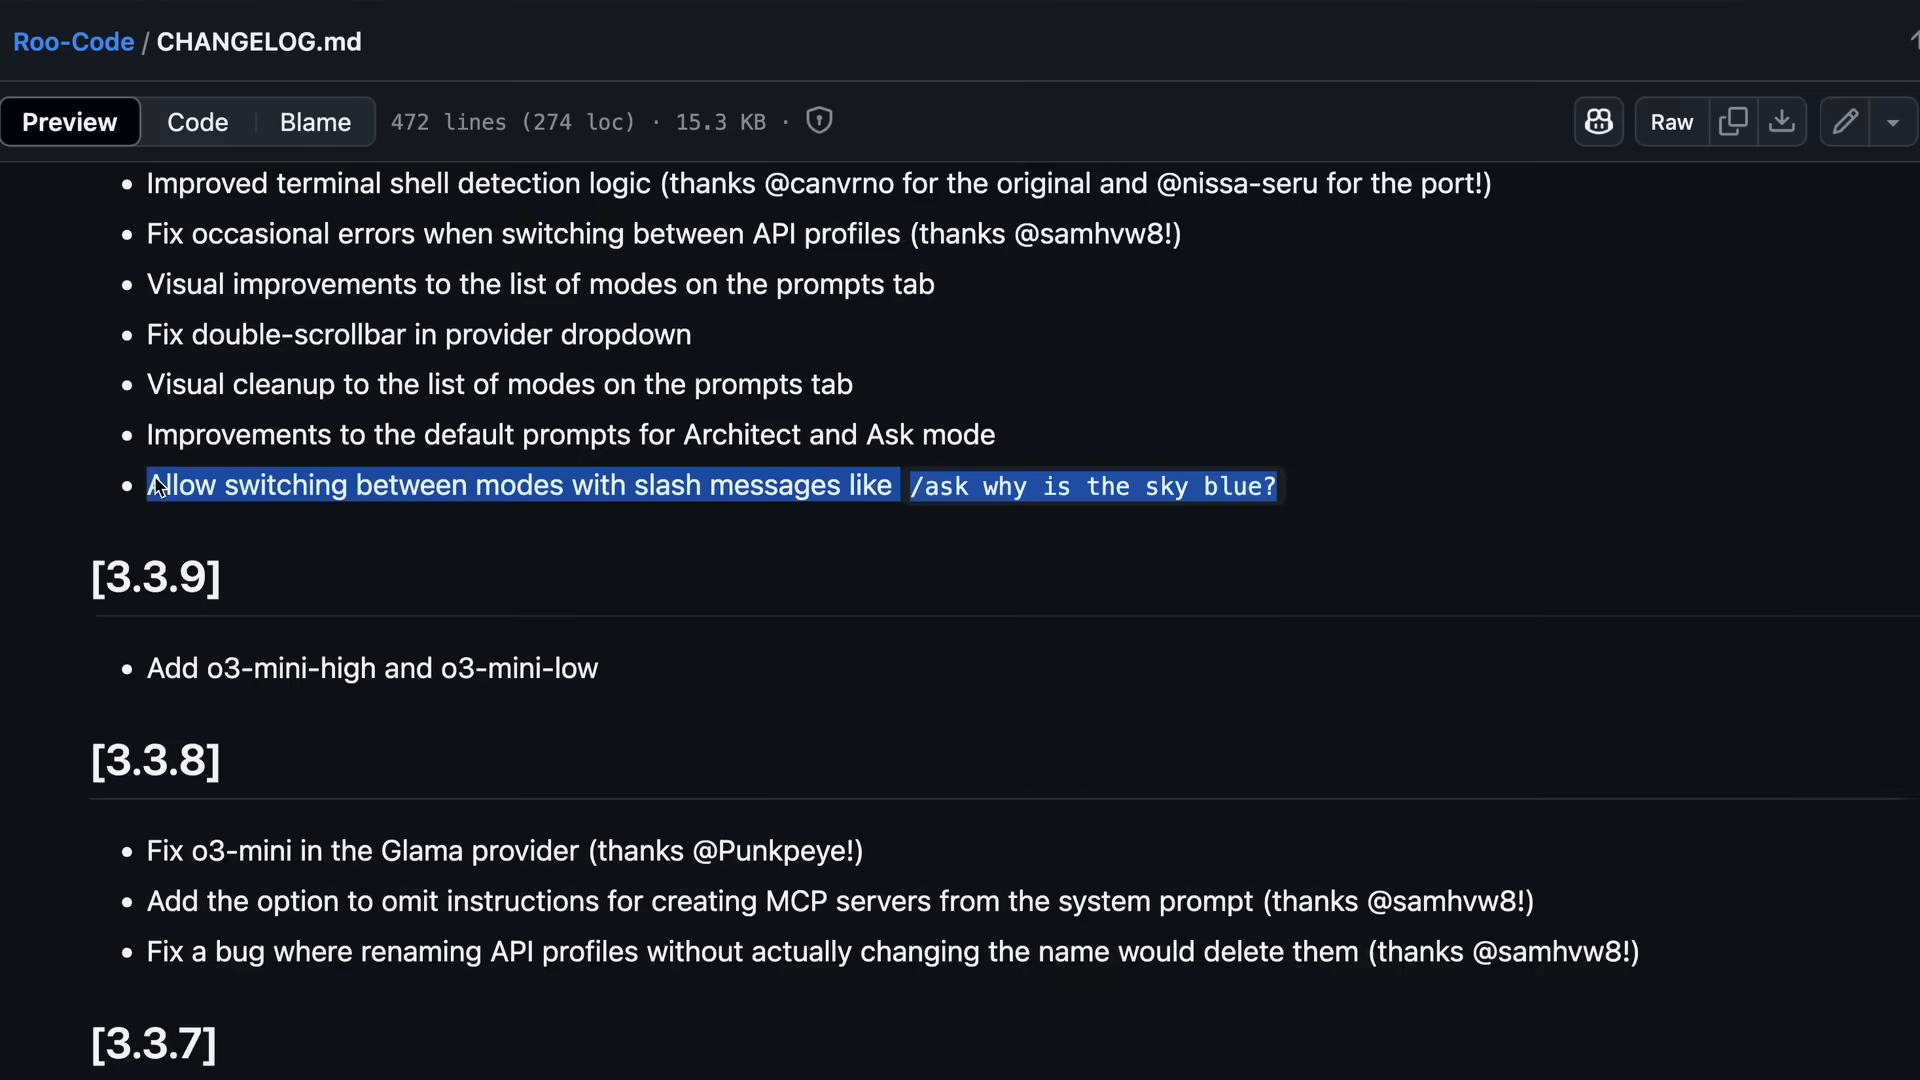 Roo-Code / CHANGELOG.md
Preview Code Blame 472 lines (274 loc) · 15.3 KB · Raw
Improved terminal shell detection logic (thanks @canvrno for the original and @nissa-seru for the port!)
Fix occasional errors when switching between API profiles (thanks @samhvw8!)
Visual improvements to the list of modes on the prompts tab
Fix double-scrollbar in provider dropdown
Visual cleanup to the list of modes on the prompts tab
Improvements to the default prompts for Architect and Ask mode
Allow switching between modes with slash messages like /ask why is the sky blue?
[3.3.9]
Add o3-mini-high and o3-mini-low
[3.3.8]
Fix o3-mini in the Glama provider (thanks @Punkpeye!)
Add the option to omit instructions for creating MCP servers from the system prompt (thanks @samhvw8!)
Fix a bug where renaming API profiles without actually changing the name would delete them (thanks @samhvw8!)
[3.3.7]